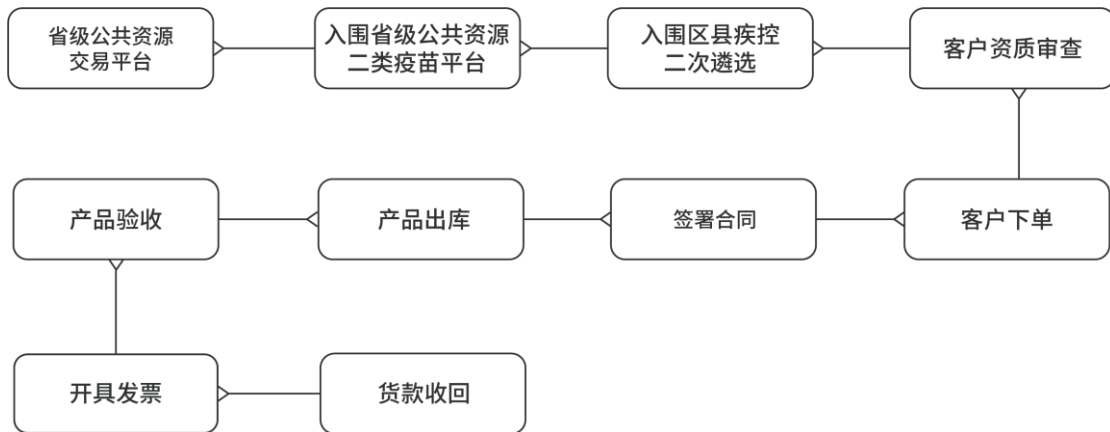 省级公共资源
交易平台
入围省级公共资源
二类疫苗平台
入围区县疾控
二次遴选
客户资质审查
产品验收
产品出库
签署合同
客户下单
开具发票
货款收回